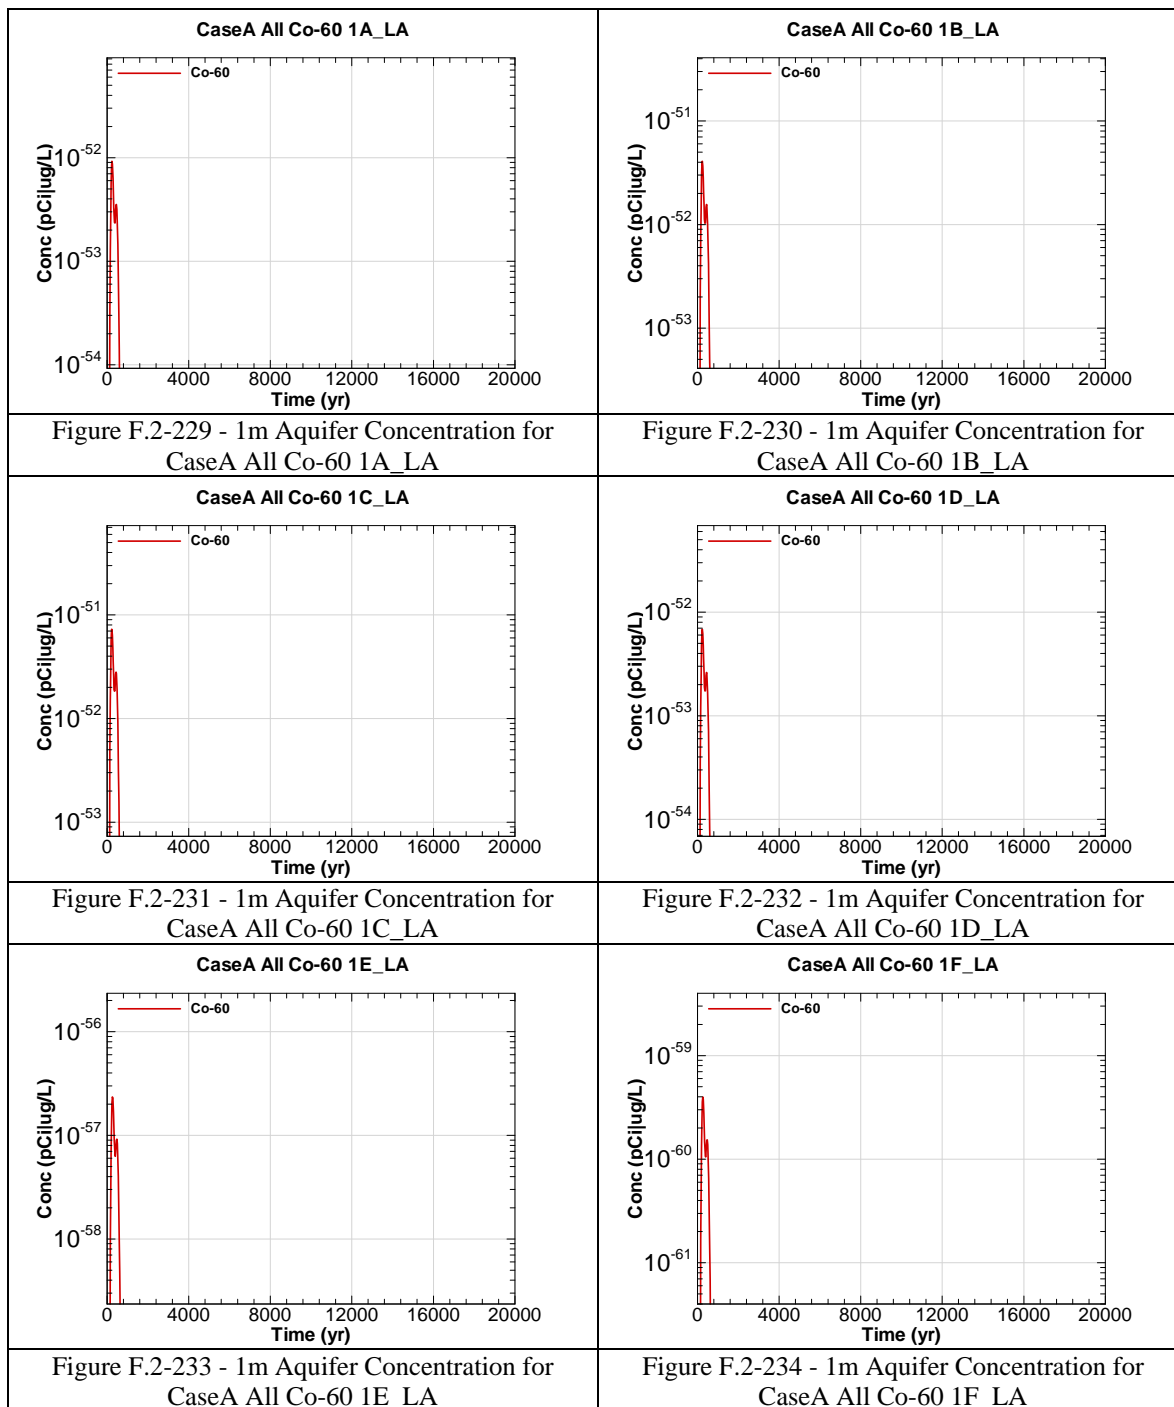 CaseA All Co-60 1A_LA
Co-60
10-52
10-53
10-54
Conc (pCi|ug/L)
0 4000 8000 12000 16000 20000
Time (yr)
Figure F.2-229 - 1m Aquifer Concentration for
CaseA All Co-60 1A_LA
CaseA All Co-60 1B_LA
Co-60
10-51
10-52
10-53
Conc (pCi|ug/L)
0 4000 8000 12000 16000 20000
Time (yr)
Figure F.2-230 - 1m Aquifer Concentration for
CaseA All Co-60 1B_LA
CaseA All Co-60 1C_LA
Co-60
10-51
10-52
10-53
Conc (pCi|ug/L)
0 4000 8000 12000 16000 20000
Time (yr)
Figure F.2-231 - 1m Aquifer Concentration for
CaseA All Co-60 1C_LA
CaseA All Co-60 1D_LA
Co-60
10-52
10-53
10-54
Conc (pCi|ug/L)
0 4000 8000 12000 16000 20000
Time (yr)
Figure F.2-232 - 1m Aquifer Concentration for
CaseA All Co-60 1D_LA
CaseA All Co-60 1E_LA
Co-60
10-56
10-57
10-58
Conc (pCi|ug/L)
0 4000 8000 12000 16000 20000
Time (yr)
Figure F.2-233 - 1m Aquifer Concentration for
CaseA All Co-60 1E_LA
CaseA All Co-60 1F_LA
Co-60
10-59
10-60
10-61
Conc (pCi|ug/L)
0 4000 8000 12000 16000 20000
Time (yr)
Figure F.2-234 - 1m Aquifer Concentration for
CaseA All Co-60 1F_LA